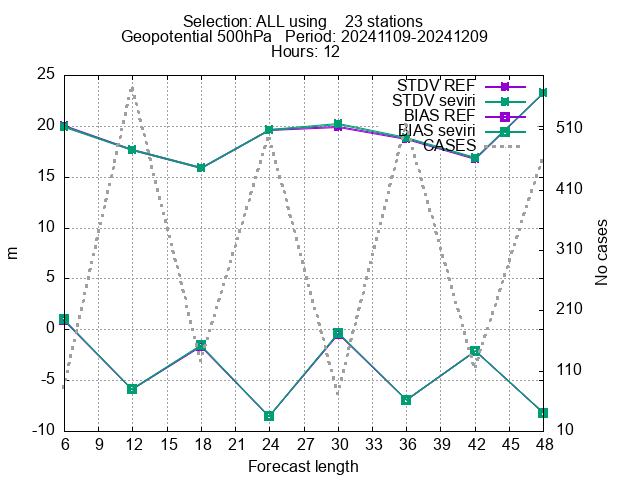 Selection: ALL using    23 stations
Geopotential 500hPa   Period: 20241109-20241209
Hours: 12
STDV REF
STDV seviri
BIAS REF
BIAS seviri
CASES
25
20
15
10
5
0
-5
-10
m
510
410
310
210
110
10
No cases
6 9 12 15 18 21 24 27 30 33 36 39 42 45 48
Forecast length